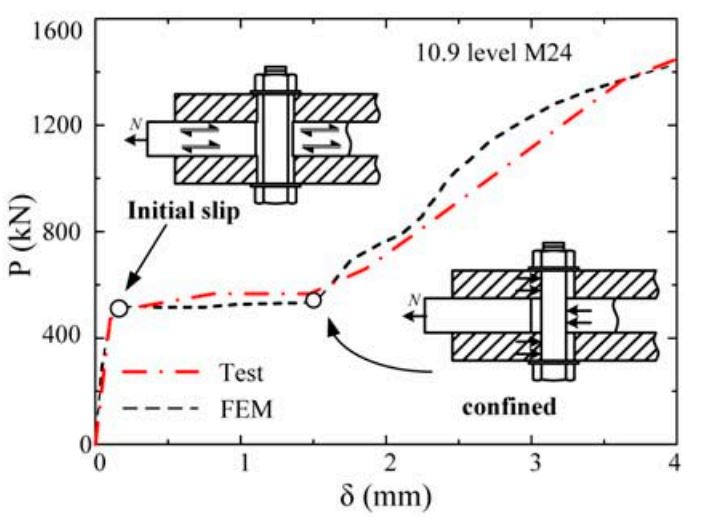 1600
10.9 level M24
1200
N
Initial slip
800
P (kN)
N
400
Test
FEM
confined
0
0 1 2 3 4
δ (mm)